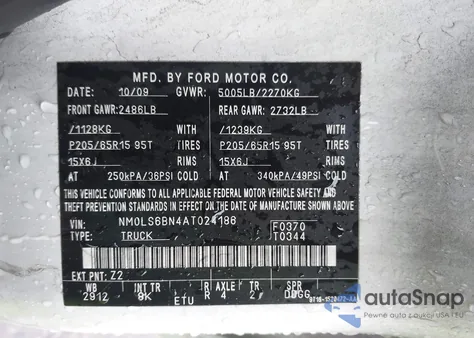 MFD. BY FORD MOTOR CO.
DATE: 10/09 GVWR: 5005LB/2270KG
FRONT GAWR: 2486LB REAR GAWR: 2732LB
/1128KG WITH /1239KG WITH
P205/65R15 95T TIRES P205/65R15 95T TIRES
15X6J RIMS 15X6J RIMS
AT 250kPA/36PSI COLD AT 340kPA/49PSI COLD
THIS VEHICLE CONFORMS TO ALL APPLICABLE FEDERAL MOTOR VEHICLE SAFETY AND
THEFT PREVENTION STANDARDS IN EFFECT ON THE DATE OF MANUFACTURE SHOWN ABOVE.
VIN: NM0LS6BN4AT024186 F0370
TYPE: TRUCK T0344
EXT PNT: Z2
WB INT TR R AXLE TR SPR
2912 9K ETU R 4 2
autoSnap
Pewne auto z USA i Kanady